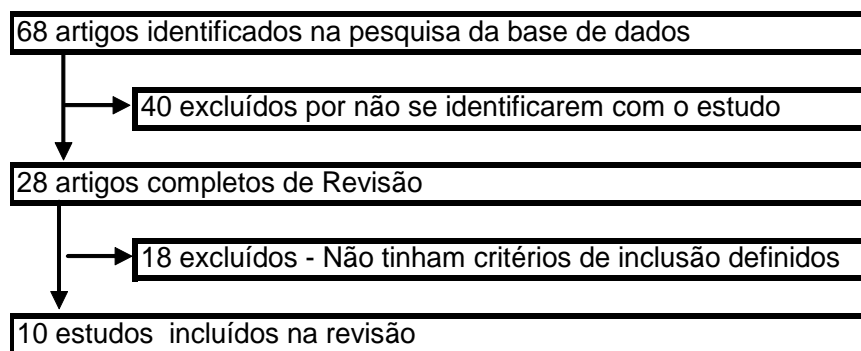 68 artigos identificados na pesquisa da base de dados
40 excluídos por não se identificarem com o estudo
28 artigos completos de Revisão
18 excluídos - Não tinham critérios de inclusão definidos
10 estudos incluídos na revisão